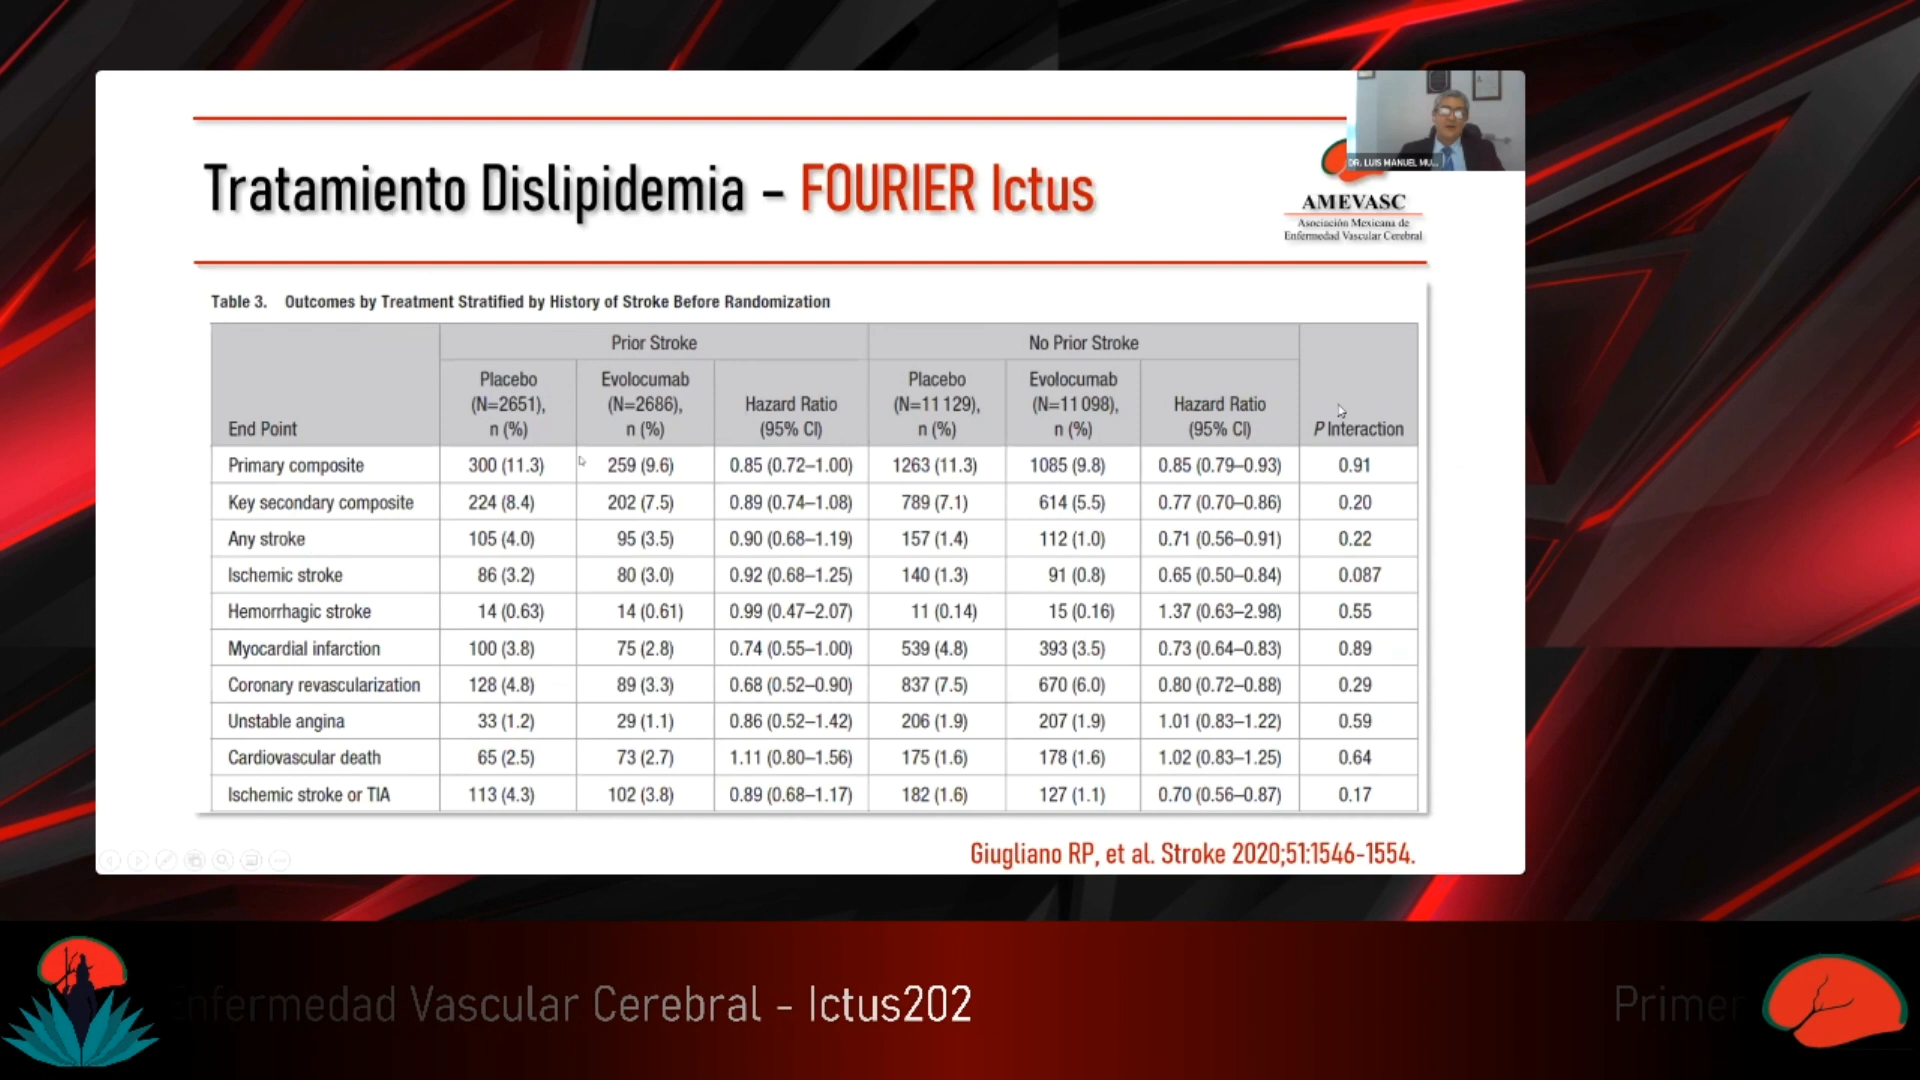 DR. LUIS MANUEL MU...
Tratamiento Dislipidemia – FOURIER Ictus
AMEVASC
Asociación Mexicana de
Enfermedad Vascular Cerebral
Table 3. Outcomes by Treatment Stratified by History of Stroke Before Randomization
Prior Stroke No Prior Stroke
Placebo Evolocumab Placebo Evolocumab
(N=2651), (N=2686), Hazard Ratio (N=11 129), (N=11 098), Hazard Ratio
End Point n (%) n (%) (95% CI) n (%) n (%) (95% CI) P Interaction
Primary composite 300 (11.3) 259 (9.6) 0.85 (0.72–1.00) 1263 (11.3) 1085 (9.8) 0.85 (0.79–0.93) 0.91
Key secondary composite 224 (8.4) 202 (7.5) 0.89 (0.74–1.08) 789 (7.1) 614 (5.5) 0.77 (0.70–0.86) 0.20
Any stroke 105 (4.0) 95 (3.5) 0.90 (0.68–1.19) 157 (1.4) 112 (1.0) 0.71 (0.56–0.91) 0.22
Ischemic stroke 86 (3.2) 80 (3.0) 0.92 (0.68–1.25) 140 (1.3) 91 (0.8) 0.65 (0.50–0.84) 0.087
Hemorrhagic stroke 14 (0.63) 14 (0.61) 0.99 (0.47–2.07) 11 (0.14) 15 (0.16) 1.37 (0.63–2.98) 0.55
Myocardial infarction 100 (3.8) 75 (2.8) 0.74 (0.55–1.00) 539 (4.8) 393 (3.5) 0.73 (0.64–0.83) 0.89
Coronary revascularization 128 (4.8) 89 (3.3) 0.68 (0.52–0.90) 837 (7.5) 670 (6.0) 0.80 (0.72–0.88) 0.29
Unstable angina 33 (1.2) 29 (1.1) 0.86 (0.52–1.42) 206 (1.9) 207 (1.9) 1.01 (0.83–1.22) 0.59
Cardiovascular death 65 (2.5) 73 (2.7) 1.11 (0.80–1.56) 175 (1.6) 178 (1.6) 1.02 (0.83–1.25) 0.64
Ischemic stroke or TIA 113 (4.3) 102 (3.8) 0.89 (0.68–1.17) 182 (1.6) 127 (1.1) 0.70 (0.56–0.87) 0.17
Giugliano RP, et al. Stroke 2020;51:1546-1554.
Enfermedad Vascular Cerebral - Ictus202 Primer